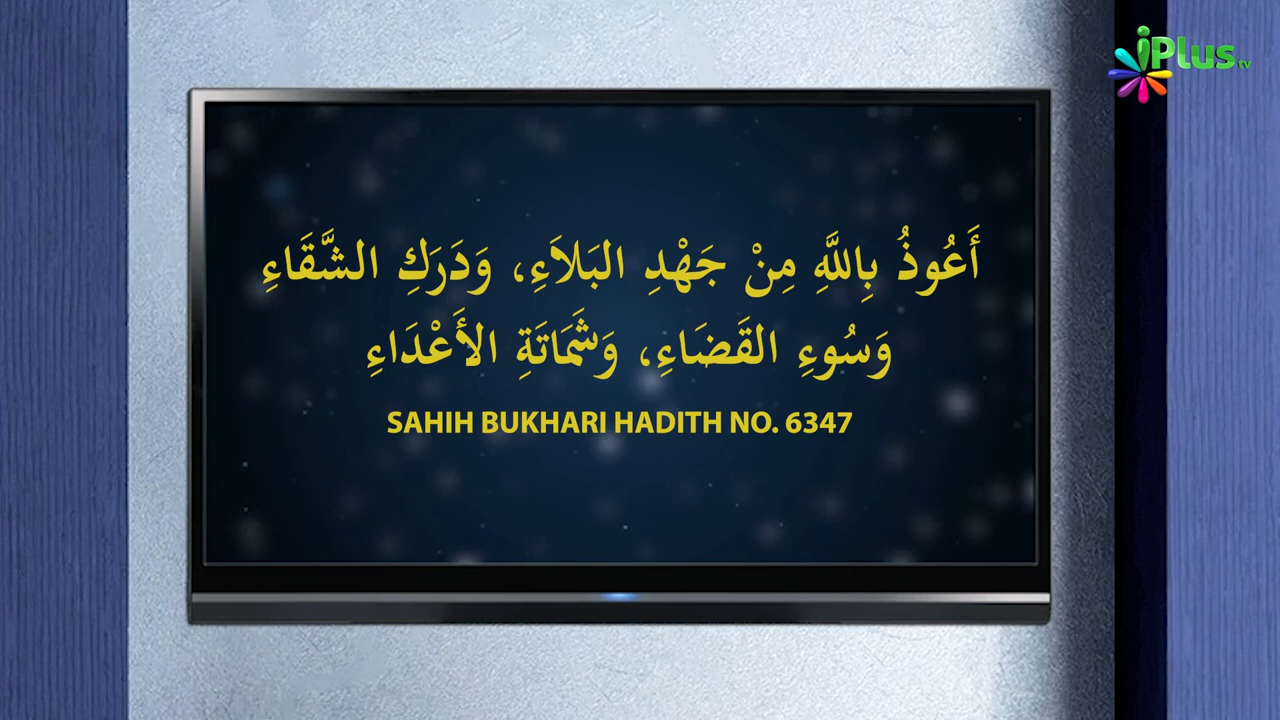 iPlus tv
أَعُوذُ بِاللَّهِ مِنْ جَهْدِ البَلاَءِ، وَدَرَكِ الشَّقَاءِ
وَسُوءِ القَضَاءِ، وَشَمَاتَةِ الأَعْدَاءِ
SAHIH BUKHARI HADITH NO. 6347